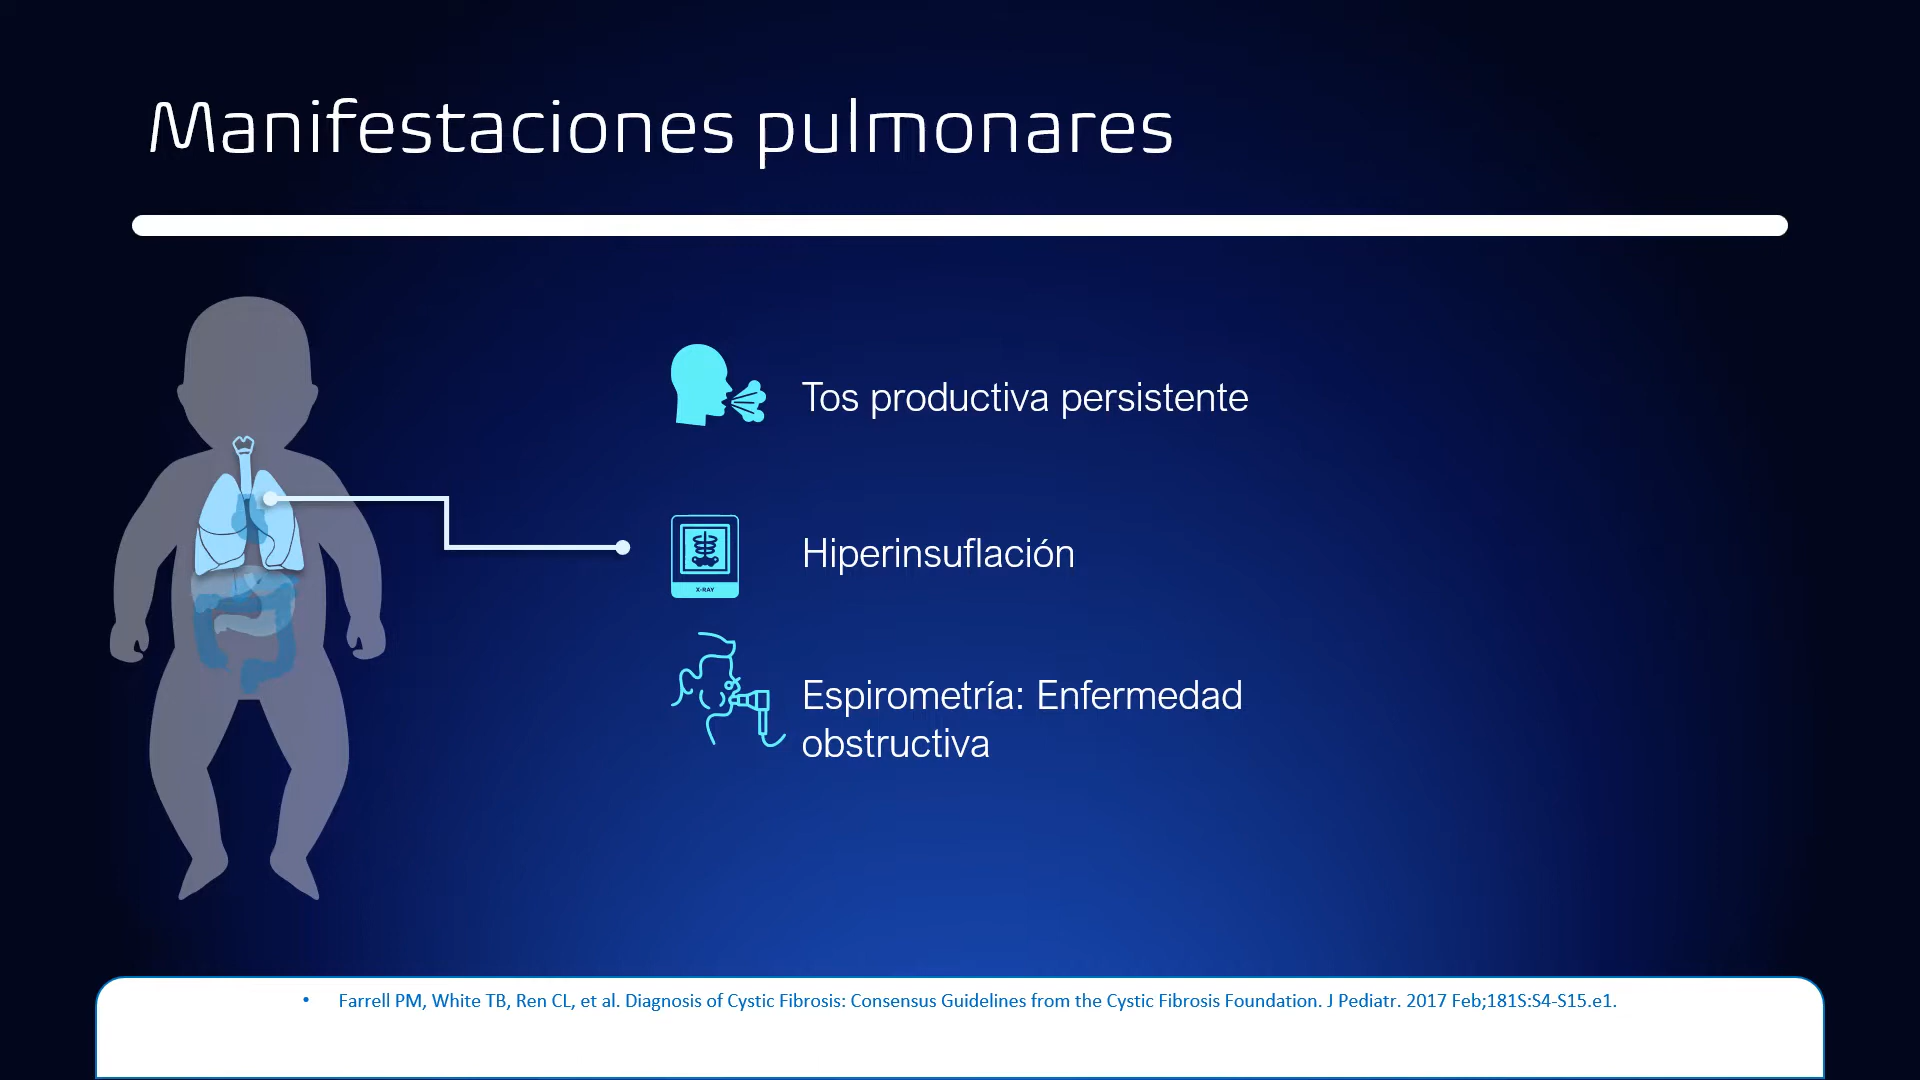 Manifestaciones pulmonares
Tos productiva persistente
Hiperinsuflación
X-RAY
Espirometría: Enfermedad
obstructiva
• Farrell PM, White TB, Ren CL, et al. Diagnosis of Cystic Fibrosis: Consensus Guidelines from the Cystic Fibrosis Foundation. J Pediatr. 2017 Feb;181S:S4-S15.e1.